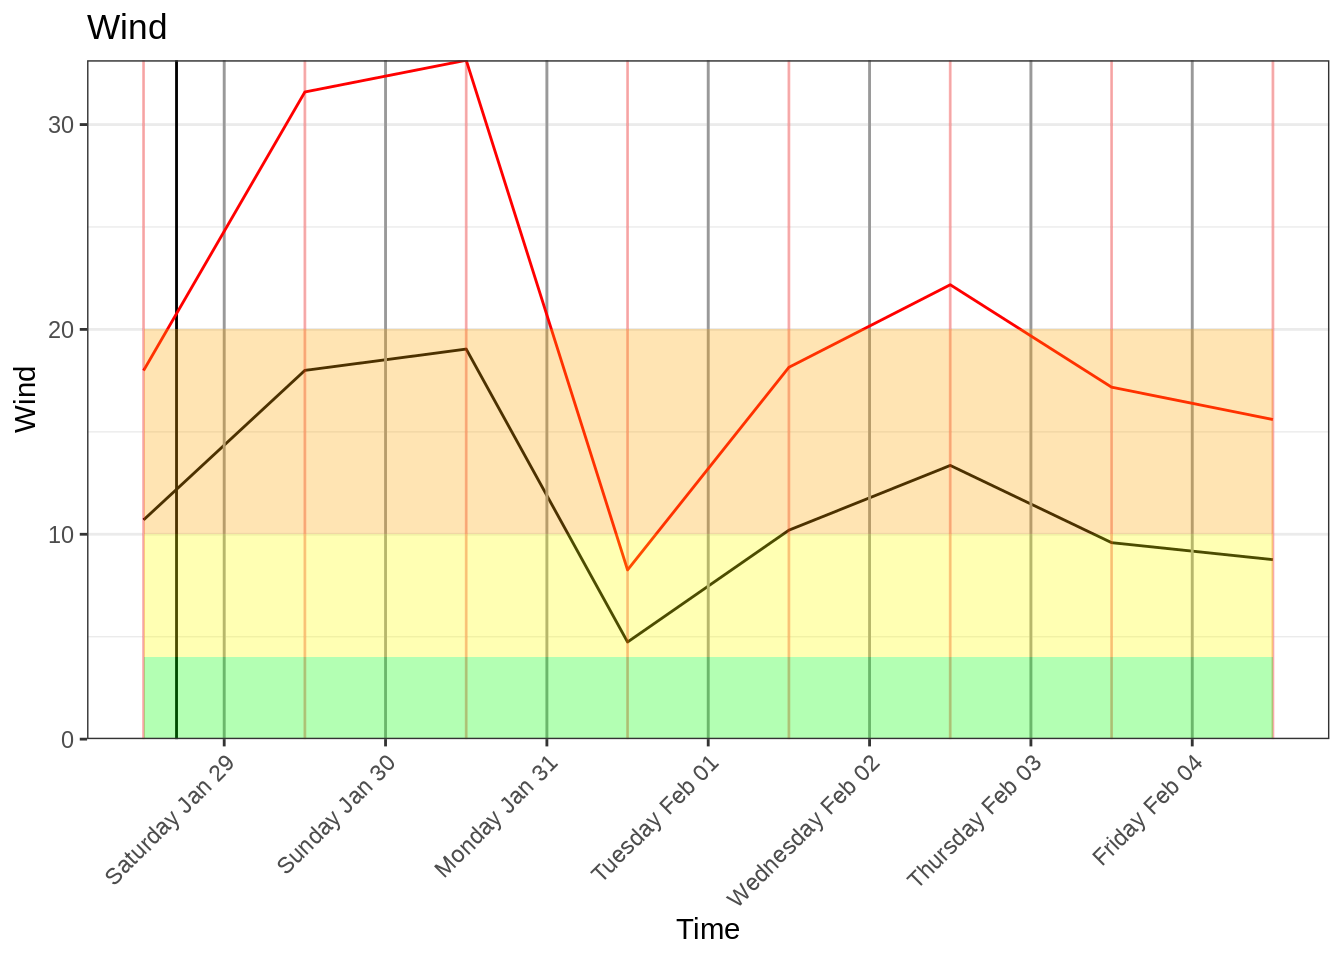 Wind
30
20
10
0
Wind
Saturday Jan 29
Sunday Jan 30
Monday Jan 31
Tuesday Feb 01
Wednesday Feb 02
Thursday Feb 03
Friday Feb 04
Time